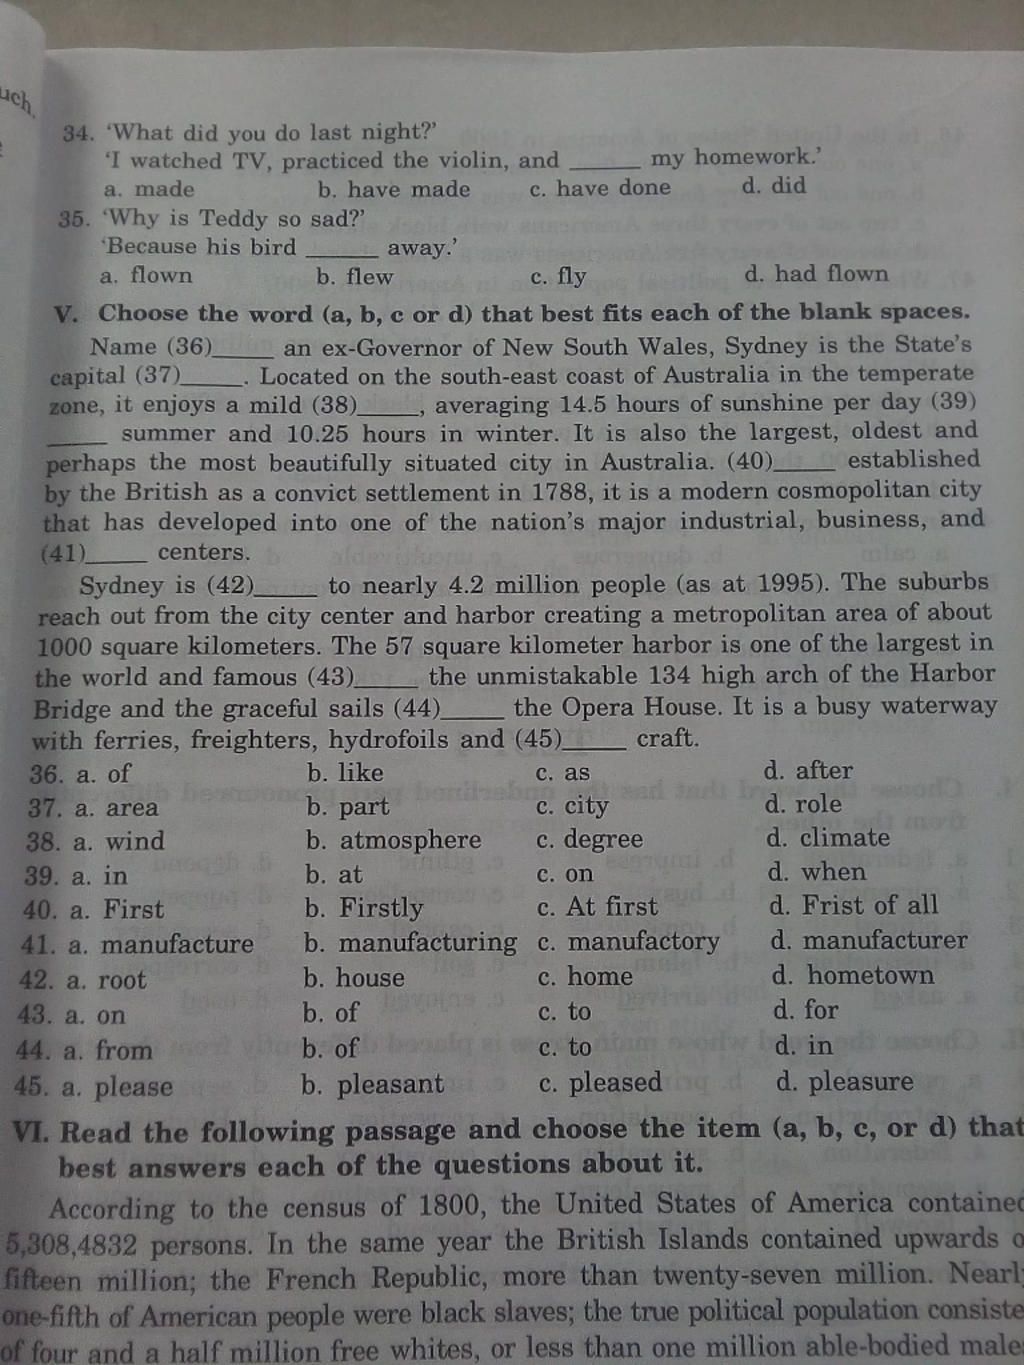 uch.
34. 'What did you do last night?'
'I watched TV, practiced the violin, and ______ my homework.'
a. made b. have made c. have done d. did
35. 'Why is Teddy so sad?'
'Because his bird ______ away.'
a. flown b. flew c. fly d. had flown
V. Choose the word (a, b, c or d) that best fits each of the blank spaces.
Name (36)_____ an ex-Governor of New South Wales, Sydney is the State's
capital (37)_____. Located on the south-east coast of Australia in the temperate
zone, it enjoys a mild (38)_____, averaging 14.5 hours of sunshine per day (39)
_____ summer and 10.25 hours in winter. It is also the largest, oldest and
perhaps the most beautifully situated city in Australia. (40)_____ established
by the British as a convict settlement in 1788, it is a modern cosmopolitan city
that has developed into one of the nation's major industrial, business, and
(41)_____ centers.
Sydney is (42)_____ to nearly 4.2 million people (as at 1995). The suburbs
reach out from the city center and harbor creating a metropolitan area of about
1000 square kilometers. The 57 square kilometer harbor is one of the largest in
the world and famous (43)_____ the unmistakable 134 high arch of the Harbor
Bridge and the graceful sails (44)_____ the Opera House. It is a busy waterway
with ferries, freighters, hydrofoils and (45)_____ craft.
36. a. of b. like c. as d. after
37. a. area b. part c. city d. role
38. a. wind b. atmosphere c. degree d. climate
39. a. in b. at c. on d. when
40. a. First b. Firstly c. At first d. Frist of all
41. a. manufacture b. manufacturing c. manufactory d. manufacturer
42. a. root b. house c. home d. hometown
43. a. on b. of c. to d. for
44. a. from b. of c. to d. in
45. a. please b. pleasant c. pleased d. pleasure
VI. Read the following passage and choose the item (a, b, c, or d) that
best answers each of the questions about it.
According to the census of 1800, the United States of America contained
5,308,4832 persons. In the same year the British Islands contained upwards o
fifteen million; the French Republic, more than twenty-seven million. Nearl
one-fifth of American people were black slaves; the true political population consiste
of four and a half million free whites, or less than one million able-bodied male